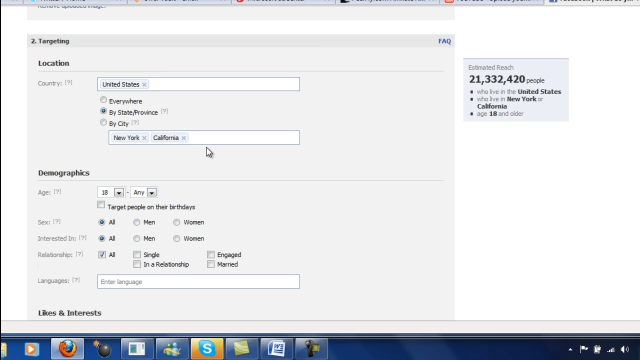 Remove uploaded image.
2. Targeting
FAQ
Location
Country: [?]
United States ×
Everywhere
By State/Province [?]
By City [?]
New York × California ×
Estimated Reach
21,332,420 people
who live in the United States
who live in New York or
California
age 18 and older
Demographics
Age: [?]
18 - Any
Target people on their birthdays
Sex: [?] All Men Women
Interested In: [?] All Men Women
Relationship: [?] All Single Engaged
In a Relationship Married
Languages: [?] Enter language
Likes & Interests